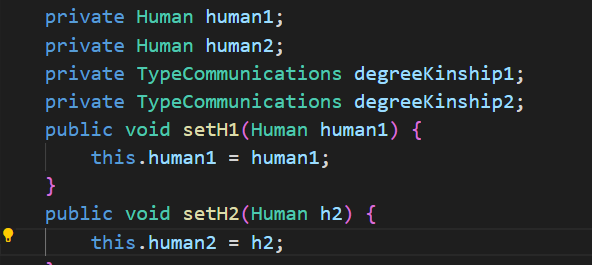 private Human human1;
private Human human2;
private TypeCommunications degreeKinship1;
private TypeCommunications degreeKinship2;
public void setH1(Human human1) {
    this.human1 = human1;
}
public void setH2(Human h2) {
    this.human2 = h2;
}